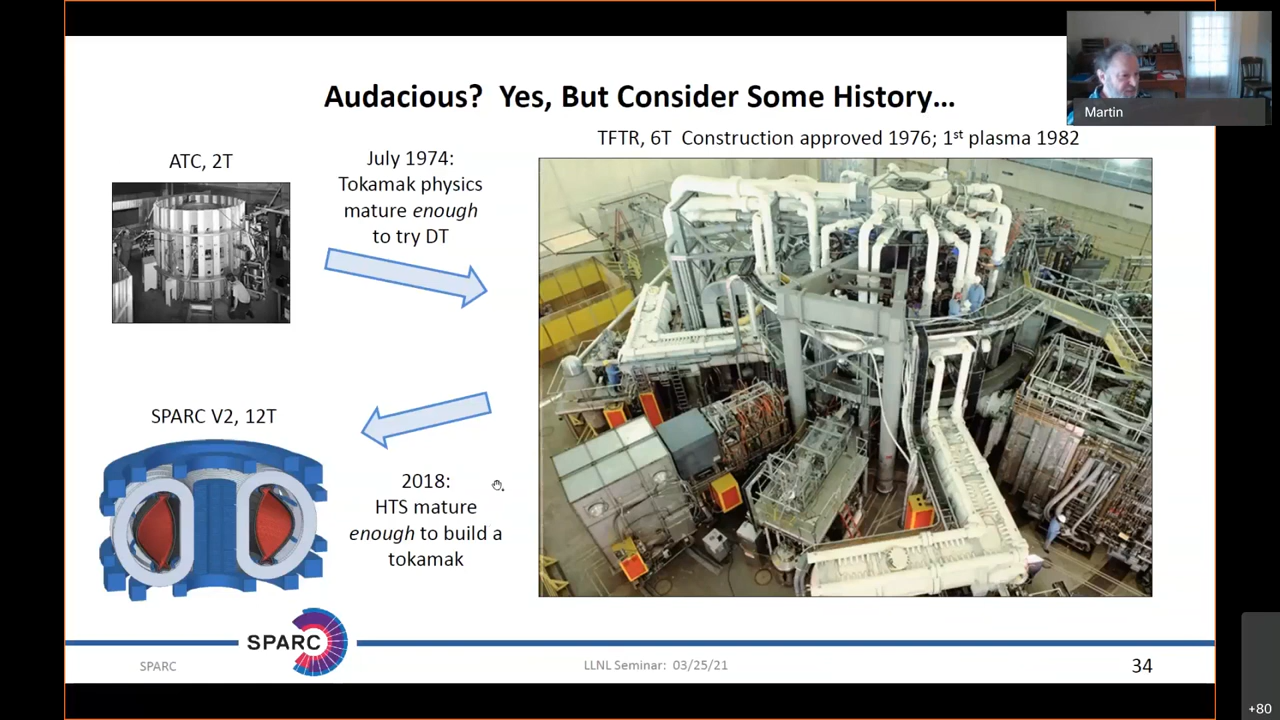 Audacious? Yes, But Consider Some History…
Martin
TFTR, 6T Construction approved 1976; 1st plasma 1982
ATC, 2T
July 1974:
Tokamak physics
mature enough
to try DT
SPARC V2, 12T
2018:
HTS mature
enough to build a
tokamak
SPARC
SPARC
LLNL Seminar: 03/25/21
34
+80